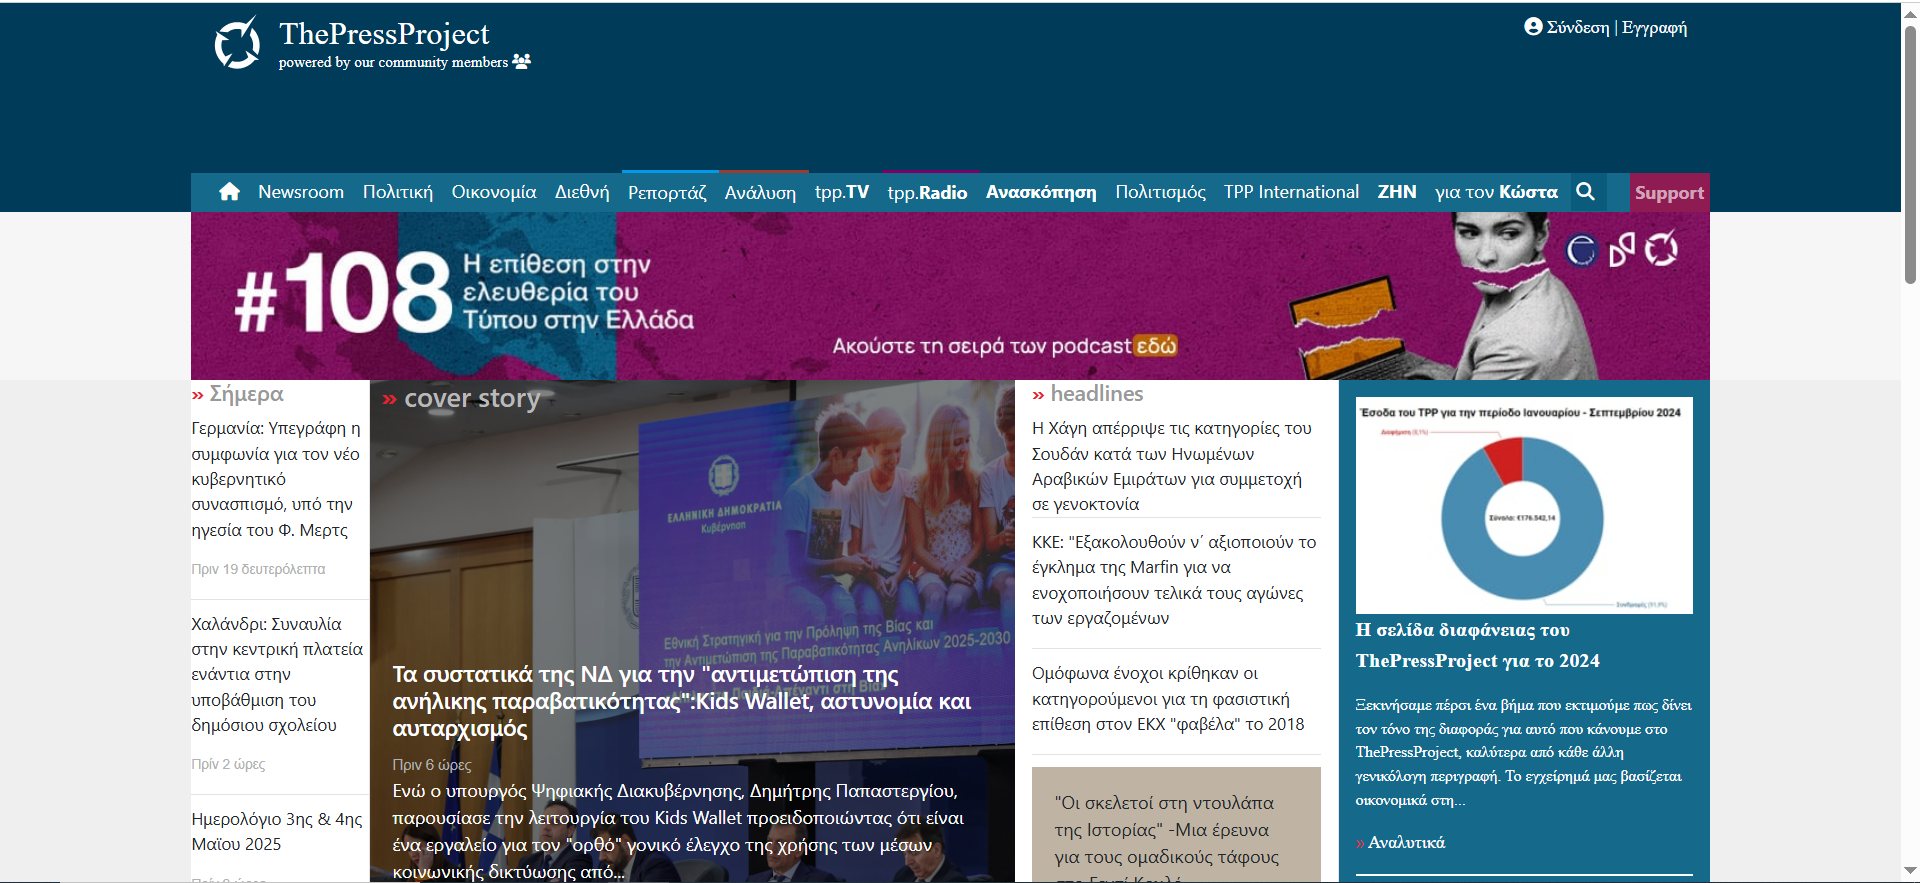 ThePressProject
powered by our community members
Σύνδεση | Εγγραφή
Newsroom Πολιτική Οικονομία Διεθνή Ρεπορτάζ Ανάλυση tpp.TV tpp.Radio Ανασκόπηση Πολιτισμός TPP International ΖΗΝ για τον Κώστα Support
#108
Η επίθεση στην
ελευθερία του
Τύπου στην Ελλάδα
Ακούστε τη σειρά των podcast εδώ
» Σήμερα
Γερμανία: Υπεγράφη η
συμφωνία για τον νέο
κυβερνητικό
συνασπισμό, υπό την
ηγεσία του Φ. Μερτς
Πριν 19 δευτερόλεπτα
Χαλάνδρι: Συναυλία
στην κεντρική πλατεία
ενάντια στην
υποβάθμιση του
δημόσιου σχολείου
Πρίν 2 ώρες
Ημερολόγιο 3ης & 4ης
Μαΐου 2025
» cover story
ΕΛΛΗΝΙΚΗ ΔΗΜΟΚΡΑΤΙΑ
Κυβέρνηση
Εθνική Στρατηγική για την Πρόληψη της Βίας και
την Αντιμετώπιση της Παραβατικότητας Ανηλίκων 2025-2030
Τα συστατικά της ΝΔ για την "αντιμετώπιση της
ανήλικης παραβατικότητας":Kids Wallet, αστυνομία και
αυταρχισμός
Πριν 6 ώρες
Ενώ ο υπουργός Ψηφιακής Διακυβέρνησης, Δημήτρης Παπαστεργίου,
παρουσίασε την λειτουργία του Kids Wallet προειδοποιώντας ότι είναι
ένα εργαλείο για τον "ορθό" γονικό έλεγχο της χρήσης των μέσων
κοινωνικής δικτύωσης από...
» headlines
Η Χάγη απέρριψε τις κατηγορίες του
Σουδάν κατά των Ηνωμένων
Αραβικών Εμιράτων για συμμετοχή
σε γενοκτονία
ΚΚΕ: "Εξακολουθούν ν΄ αξιοποιούν το
έγκλημα της Marfin για να
ενοχοποιήσουν τελικά τους αγώνες
των εργαζομένων
Ομόφωνα ένοχοι κρίθηκαν οι
κατηγορούμενοι για τη φασιστική
επίθεση στον ΕΚΧ "φαβέλα" το 2018
"Οι σκελετοί στη ντουλάπα
της Ιστορίας" -Μια έρευνα
για τους ομαδικούς τάφους
Έσοδα του TPP για την περίοδο Ιανουαρίου - Σεπτεμβρίου 2024
Σύνολο: €176.542,14
Η σελίδα διαφάνειας του
ThePressProject για το 2024
Ξεκινήσαμε πέρσι ένα βήμα που εκτιμούμε πως δίνει
τον τόνο της διαφοράς για αυτό που κάνουμε στο
ThePressProject, καλύτερα από κάθε άλλη
γενικόλογη περιγραφή. Το εγχείρημά μας βασίζεται
οικονομικά στη...
» Αναλυτικά